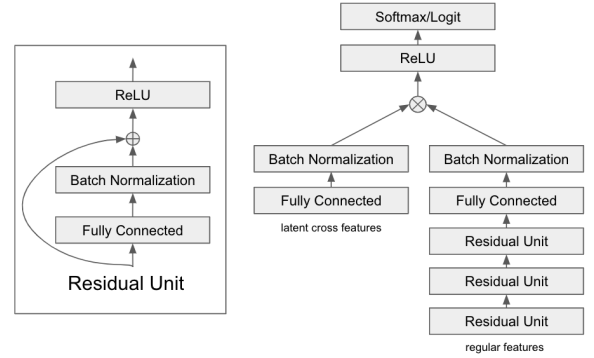 ReLU
Batch Normalization
Fully Connected
Residual Unit
Softmax/Logit
ReLU
Batch Normalization
Fully Connected
latent cross features
Batch Normalization
Fully Connected
Residual Unit
Residual Unit
Residual Unit
regular features